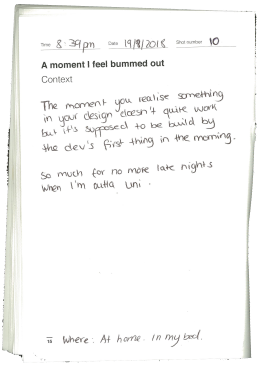 Time 8:39pm Date 19/8/2018 Shot number 10
A moment I feel bummed out
Context
The moment you realise something
in your design doesn't quite work
but it's supposed to be build by
the dev's first thing in the morning.
So much for no more late nights
when I'm outta uni.
Where: At home. In my bed.